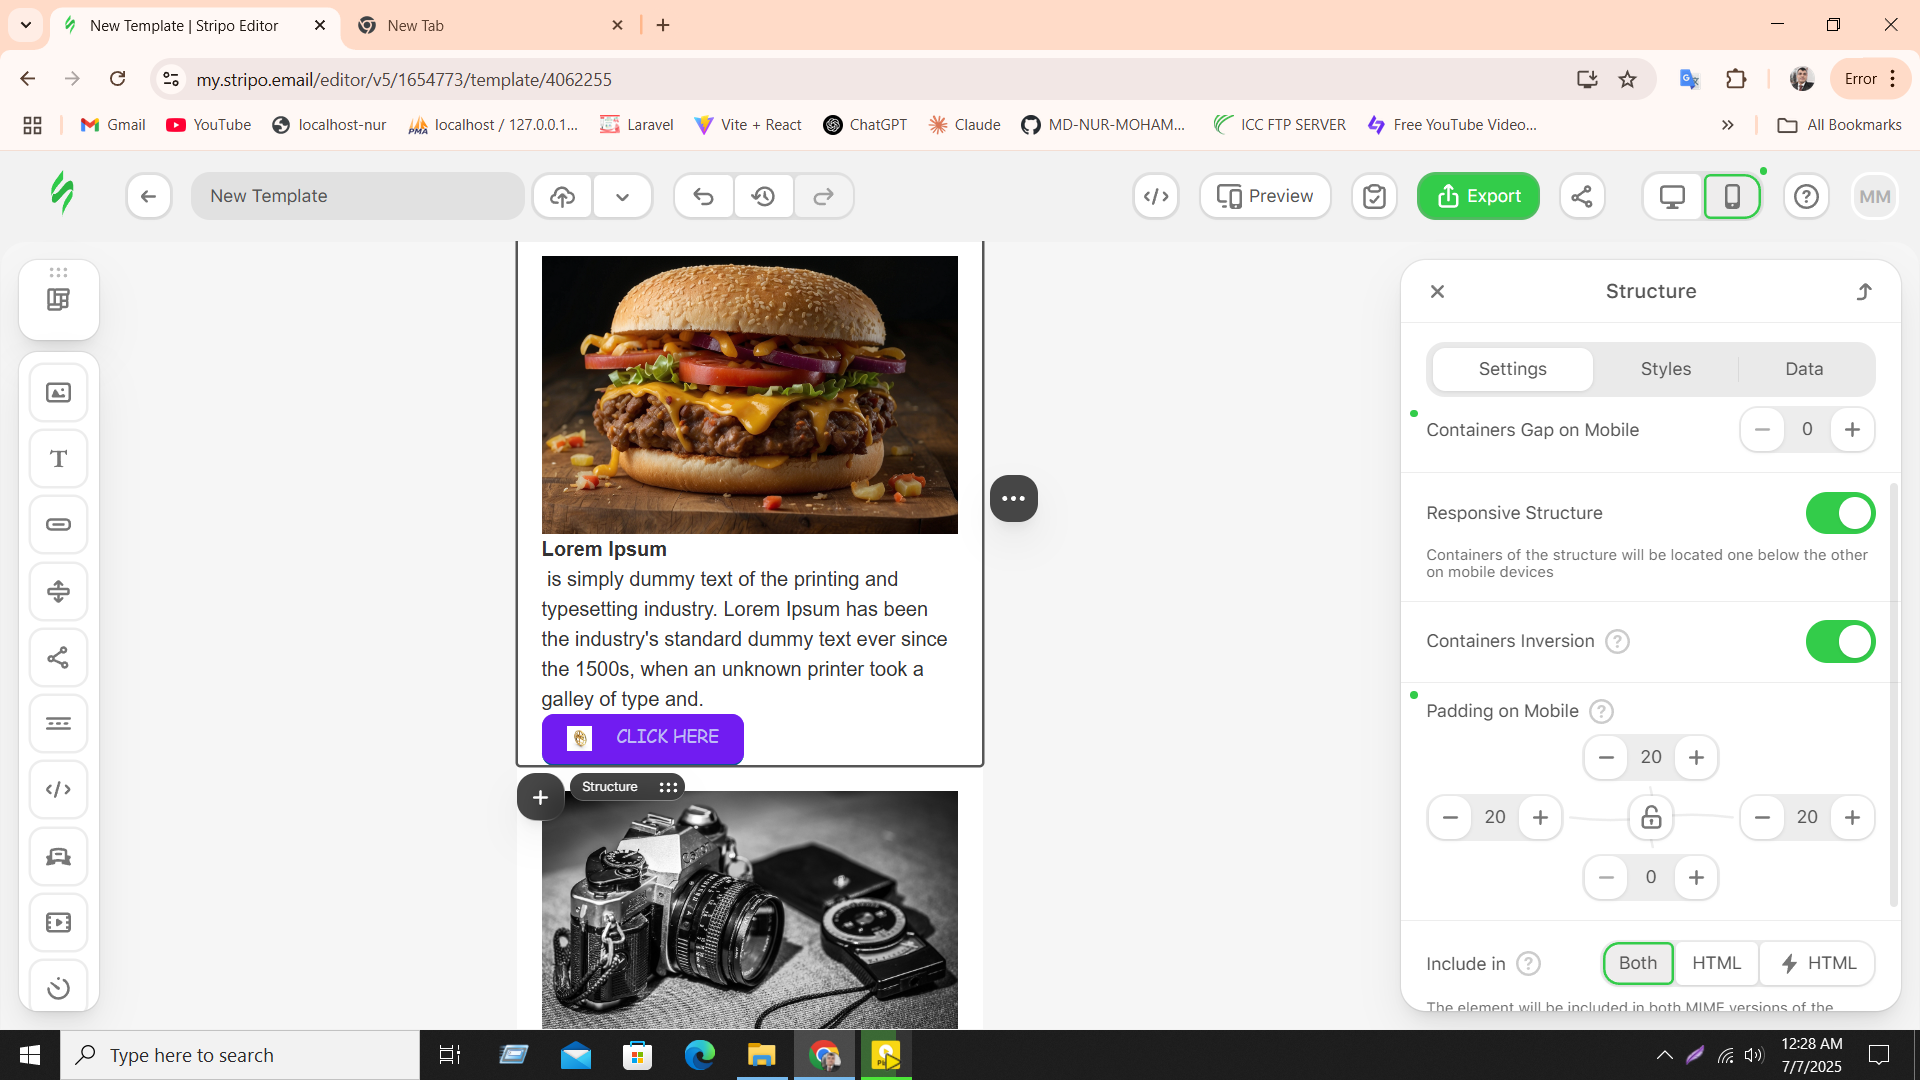 New Template | Stripo Editor
New Tab
my.stripo.email/editor/v5/1654773/template/4062255
Error
Gmail
YouTube
localhost-nur
localhost / 127.0.0.1...
Laravel
Vite + React
ChatGPT
Claude
MD-NUR-MOHAM...
ICC FTP SERVER
Free YouTube Video...
All Bookmarks
New Template
Preview
Export
MM
Structure
Settings
Styles
Data
Containers Gap on Mobile
0
Responsive Structure
Containers of the structure will be located one below the other
on mobile devices
Containers Inversion
Padding on Mobile
20
20
20
0
Include in
Both
HTML
HTML
The element will be included in both MIME versions of the
Lorem Ipsum
is simply dummy text of the printing and
typesetting industry. Lorem Ipsum has been
the industry's standard dummy text ever since
the 1500s, when an unknown printer took a
galley of type and.
CLICK HERE
Structure
Type here to search
12:28 AM
7/7/2025